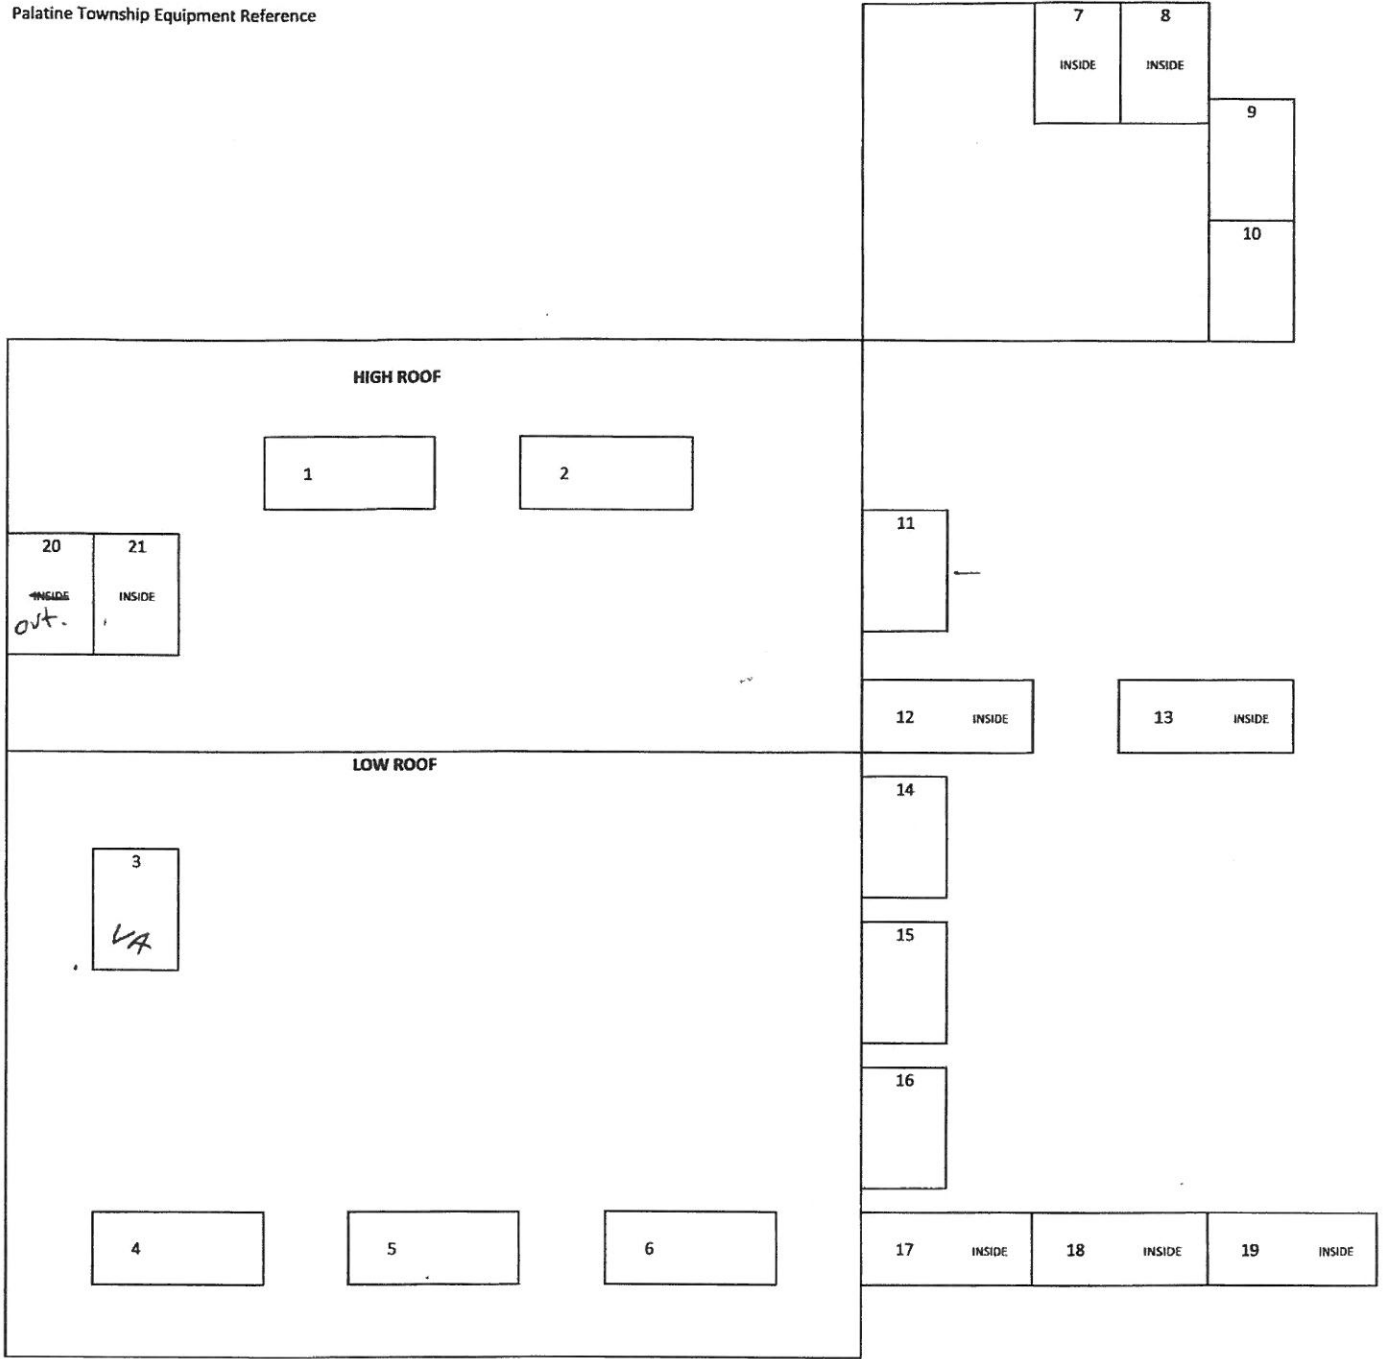 Palatine Township Equipment Reference
7 8
INSIDE INSIDE
9
10
HIGH ROOF
1 2
11
20 21
INSIDE INSIDE
out.
12 INSIDE 13 INSIDE
LOW ROOF
14
3
VA
15
16
4 5 6 17 INSIDE 18 INSIDE 19 INSIDE